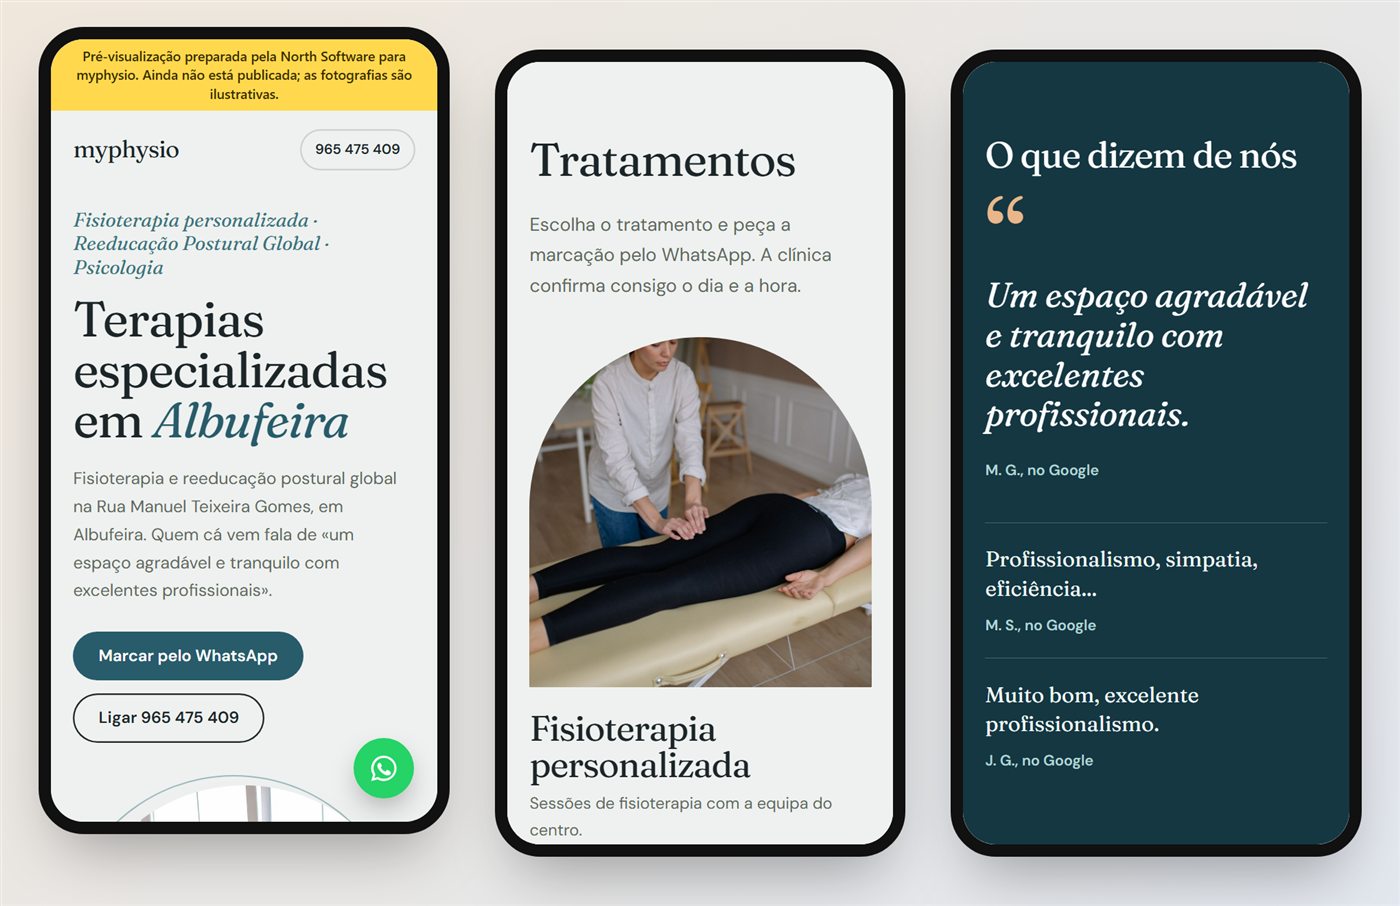 Pré-visualização preparada pela North Software para
myphysio. Ainda não está publicada; as fotografias são
ilustrativas.
myphysio
965 475 409
Fisioterapia personalizada ·
Reeducação Postural Global ·
Psicologia
Terapias
especializadas
em Albufeira
Fisioterapia e reeducação postural global
na Rua Manuel Teixeira Gomes, em
Albufeira. Quem cá vem fala de «um
espaço agradável e tranquilo com
excelentes profissionais».
Marcar pelo WhatsApp
Ligar 965 475 409
Tratamentos
Escolha o tratamento e peça a
marcação pelo WhatsApp. A clínica
confirma consigo o dia e a hora.
Fisioterapia
personalizada
Sessões de fisioterapia com a equipa do
centro.
O que dizem de nós
“
Um espaço agradável
e tranquilo com
excelentes
profissionais.
M. G., no Google
Profissionalismo, simpatia,
eficiência...
M. S., no Google
Muito bom, excelente
profissionalismo.
J. G., no Google